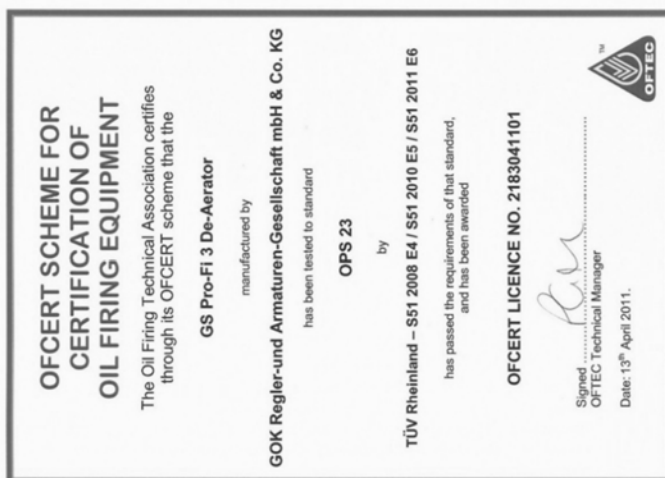 OFCERT SCHEME FOR
CERTIFICATION OF
OIL FIRING EQUIPMENT
The Oil Firing Technical Association certifies
through its OFCERT scheme that the
GS Pro-Fi 3 De-Aerator
manufactured by
GOK Regler-und Armaturen-Gesellschaft mbH & Co. KG
has been tested to standard
OPS 23
by
TÜV Rheinland – S51 2008 E4 / S51 2010 E5 / S51 2011 E6
has passed the requirements of that standard,
and has been awarded
OFCERT LICENCE NO. 2183041101
Signed
OFTEC Technical Manager
Date: 13th April 2011.
OFTEC
TM